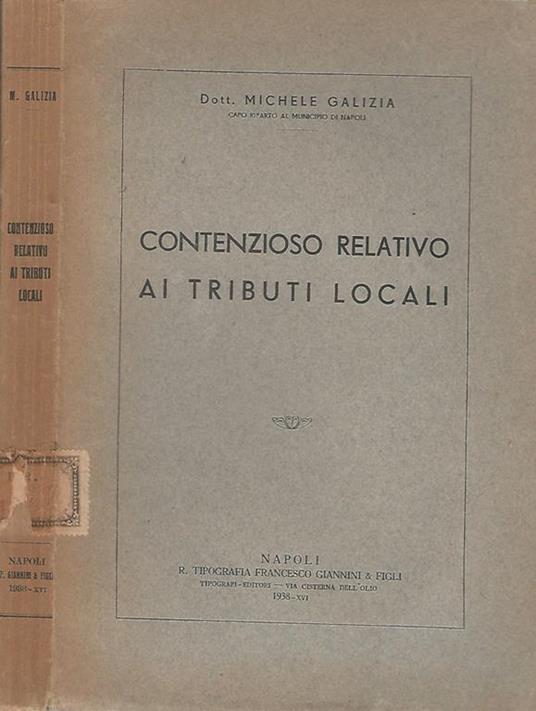 M. GALIZIA
CONTENZIOSO
RELATIVO
AI TRIBUTI
LOCALI
NAPOLI
F. GIANNINI & FIGLI
1938-XVI
Dott. MICHELE GALIZIA
CAPO RIPARTO AL MUNICIPIO DI NAPOLI
CONTENZIOSO RELATIVO
AI TRIBUTI LOCALI
NAPOLI
R. TIPOGRAFIA FRANCESCO GIANNINI & FIGLI
TIPOGRAFI-EDITORI — VIA CISTERNA DELL'OLIO
1938-XVI